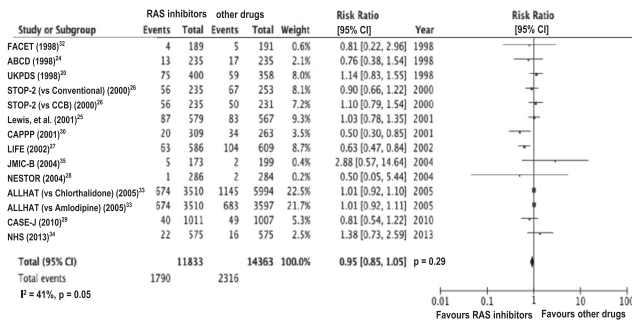 RAS inhibitors other drugs Risk Ratio Risk Ratio
Study or Subgroup Events Total Events Total Weight [95% CI] Year [95% CI]
FACET (1998)32 4 189 5 191 0.6% 0.81 [0.22, 2.96] 1998
ABCD (1998)24 13 235 17 235 2.2% 0.76 [0.38, 1.54] 1998
UKPDS (1998)20 75 400 59 358 8.2% 1.14 [0.83, 1.55] 1998
STOP-2 (vs Conventional) (2000)26 56 235 67 253 8.5% 0.90 [0.66, 1.22] 2000
STOP-2 (vs CCB) (2000)26 56 235 50 231 7.6% 1.10 [0.79, 1.54] 2000
Lewis, et al. (2001)25 87 579 83 567 9.2% 1.03 [0.78, 1.35] 2001
CAPPP (2001)30 20 309 34 263 3.7% 0.50 [0.30, 0.85] 2001
LIFE (2002)27 63 586 104 609 8.6% 0.63 [0.47, 0.84] 2002
JMIC-B (2004)35 5 173 2 199 0.4% 2.88 [0.57, 14.64] 2004
NESTOR (2004)28 1 286 2 284 0.2% 0.50 [0.05, 5.44] 2004
ALLHAT (vs Chlorthalidone) (2005)33 674 3510 1145 5994 22.5% 1.01 [0.92, 1.10] 2005
ALLHAT (vs Amlodipine) (2005)33 674 3510 683 3597 21.7% 1.01 [0.92, 1.11] 2005
CASE-J (2010)29 40 1011 49 1007 5.5% 0.81 [0.54, 1.22] 2010
NHS (2013)34 22 575 16 575 2.5% 1.38 [0.73, 2.59] 2013
Total (95% CI) 11833 14363 100.0% 0.95 [0.85, 1.05] p = 0.29
Total events 1790 2316
I2 = 41%, p = 0.05
0.01 0.1 1 10 100
Favours RAS inhibitors Favours other drugs